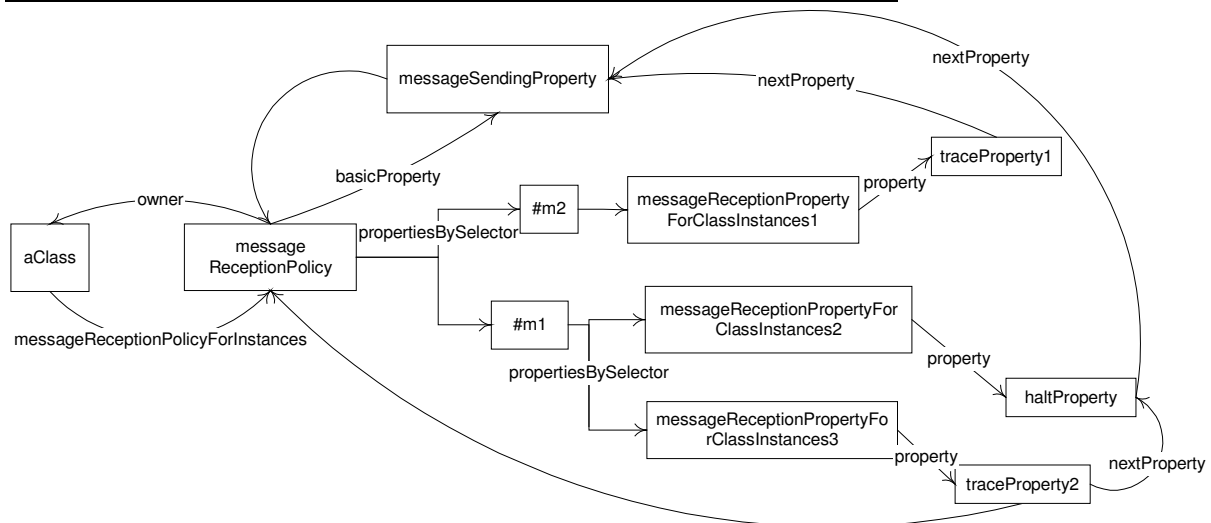 nextProperty
messageSendingProperty
nextProperty
traceProperty1
basicProperty
property
owner
#m2
messageReceptionProperty
ForClassInstances1
propertiesBySelector
aClass
message
ReceptionPolicy
messageReceptionPropertyFor
ClassInstances2
#m1
messageReceptionPolicyForInstances
property
propertiesBySelector
haltProperty
messageReceptionPropertyFo
rClassInstances3
property
nextProperty
traceProperty2